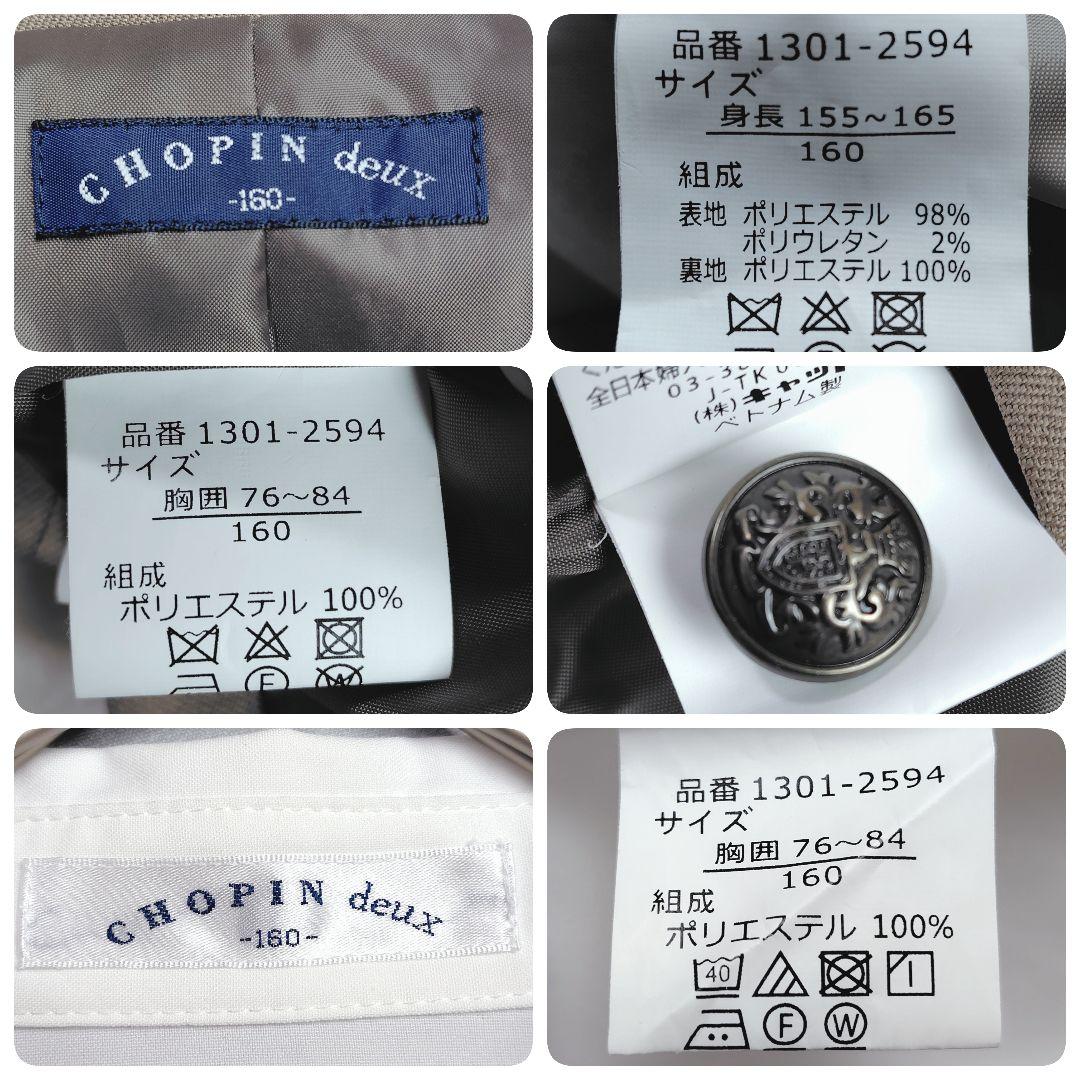 CHOPIN deux
-160-
品番 1301-2594
サイズ
身長 155～165
160
組成
表地 ポリエステル 98%
ポリウレタン 2%
裏地 ポリエステル 100%
品番 1301-2594
サイズ
胸囲 76～84
160
組成
ポリエステル 100%
F
W
全日本婦
03-3
J-TK
(株)キャット
ベトナム製
CHOPIN deux
-160-
品番 1301-2594
サイズ
胸囲 76～84
160
組成
ポリエステル 100%
40
F
W